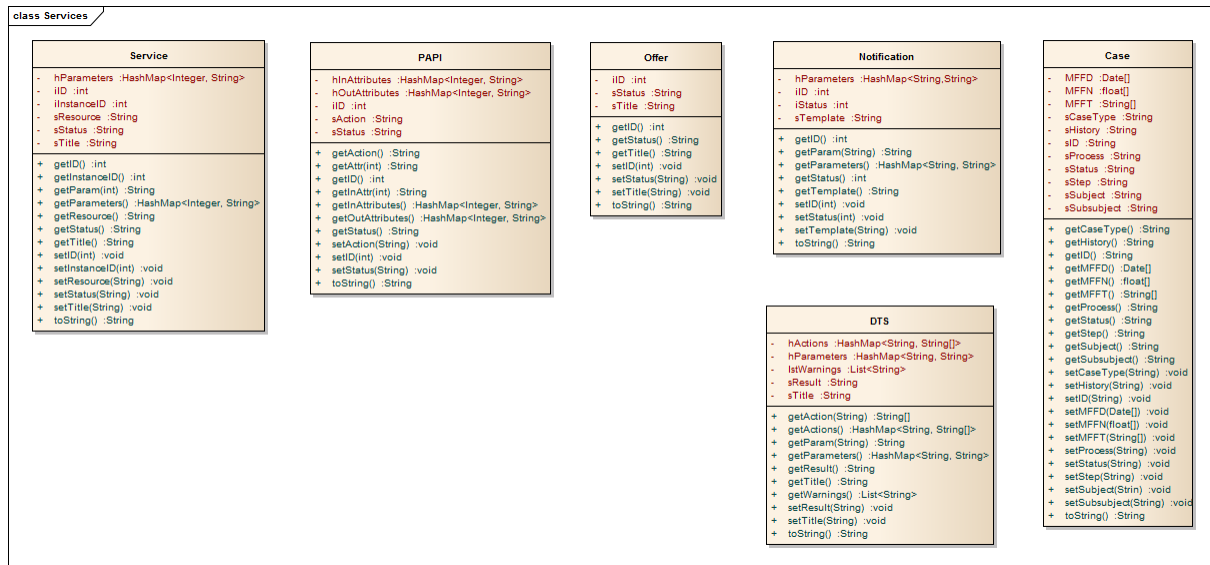 class Services
Service
- hParameters :HashMap<Integer, String>
- iID :int
- iInstanceID :int
- sResource :String
- sStatus :String
- sTitle :String
+ getID() :int
+ getInstanceID() :int
+ getParam(int) :String
+ getParameters() :HashMap<Integer, String>
+ getResource() :String
+ getStatus() :String
+ getTitle() :String
+ setID(int) :void
+ setInstanceID(int) :void
+ setResource(String) :void
+ setStatus(String) :void
+ setTitle(String) :void
+ toString() :String
PAPI
- hInAttributes :HashMap<Integer, String>
- hOutAttributes :HashMap<Integer, String>
- iID :int
- sAction :String
- sStatus :String
+ getAction() :String
+ getAttr(int) :String
+ getID() :int
+ getInAttr(int) :String
+ getInAttributes() :HashMap<Integer, String>
+ getOutAttributes() :HashMap<Integer, String>
+ getStatus() :String
+ setAction(String) :void
+ setID(int) :void
+ setStatus(String) :void
+ toString() :String
Offer
- iID :int
- sStatus :String
- sTitle :String
+ getID() :int
+ getStatus() :String
+ getTitle() :String
+ setID(int) :void
+ setStatus(String) :void
+ setTitle(String) :void
+ toString() :String
Notification
- hParameters :HashMap<String,String>
- iID :int
- iStatus :int
- sTemplate :String
+ getID() :int
+ getParam(String) :String
+ getParameters() :HashMap<String, String>
+ getStatus() :int
+ getTemplate() :String
+ setID(int) :void
+ setStatus(int) :void
+ setTemplate(String) :void
+ toString() :String
DTS
- hActions :HashMap<String, String[]>
- hParameters :HashMap<String, String>
- lstWarnings :List<String>
- sResult :String
- sTitle :String
+ getAction(String) :String[]
+ getActions() :HashMap<String, String[]>
+ getParam(String) :String
+ getParameters() :HashMap<String, String>
+ getResult() :String
+ getTitle() :String
+ getWarnings() :List<String>
+ setResult(String) :void
+ setTitle(String) :void
+ toString() :String
Case
- MFFD :Date[]
- MFFN :float[]
- MFFT :String[]
- sCaseType :String
- sHistory :String
- sID :String
- sProcess :String
- sStatus :String
- sStep :String
- sSubject :String
- sSubsubject :String
+ getCaseType() :String
+ getHistory() :String
+ getID() :String
+ getMFFD() :Date[]
+ getMFFN() :float[]
+ getMFFT() :String[]
+ getProcess() :String
+ getStatus() :String
+ getStep() :String
+ getSubject() :String
+ getSubsubject() :String
+ setCaseType(String) :void
+ setHistory(String) :void
+ setID(String) :void
+ setMFFD(Date[]) :void
+ setMFFN(float[]) :void
+ setMFFT(String[]) :void
+ setProcess(String) :void
+ setStatus(String) :void
+ setStep(String) :void
+ setSubject(Strin) :void
+ setSubsubject(String) :void
+ toString() :String